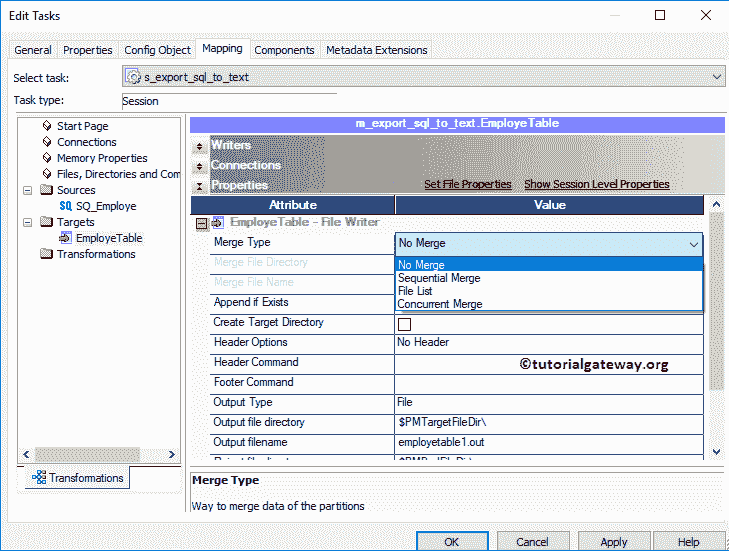 Edit Tasks
General Properties Config Object Mapping Components Metadata Extensions
Select task: s_export_sql_to_text
Task type: Session
Start Page
Connections
Memory Properties
Files, Directories and Com
Sources
SQ_Employe
Targets
EmployeTable
Transformations
Transformations
m_export_sql_to_text.EmployeTable
Writers
Connections
Properties Set File Properties Show Session Level Properties
Attribute Value
EmployeTable - File Writer
Merge Type No Merge
Merge File Directory No Merge
Merge File Name Sequential Merge
File List
Append if Exists Concurrent Merge
Create Target Directory
Header Options No Header
Header Command
©tutorialgateway.org
Footer Command
Output Type File
Output file directory $PMTargetFileDir\
Output filename employetable1.out
Merge Type
Way to merge data of the partitions
OK Cancel Apply Help